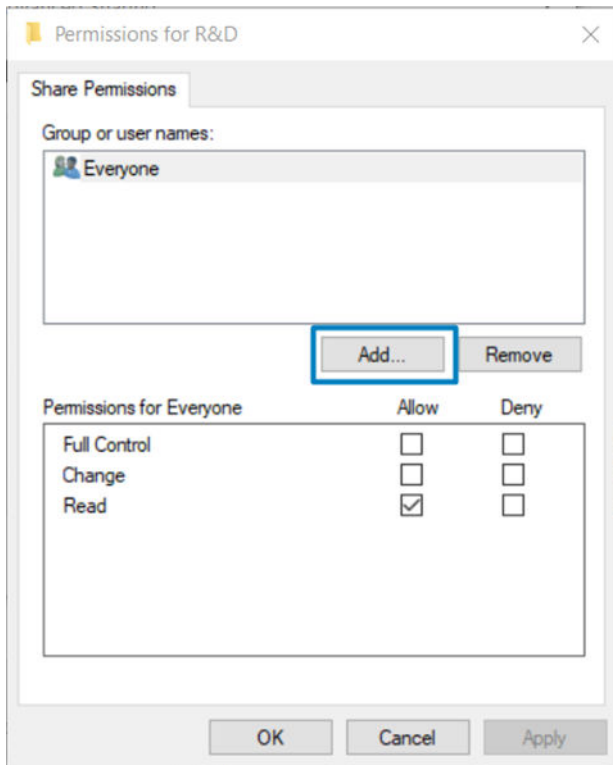 Permissions for R&D
Share Permissions
Group or user names:
Everyone
Add... Remove
Permissions for Everyone Allow Deny
Full Control
Change
Read
OK Cancel Apply